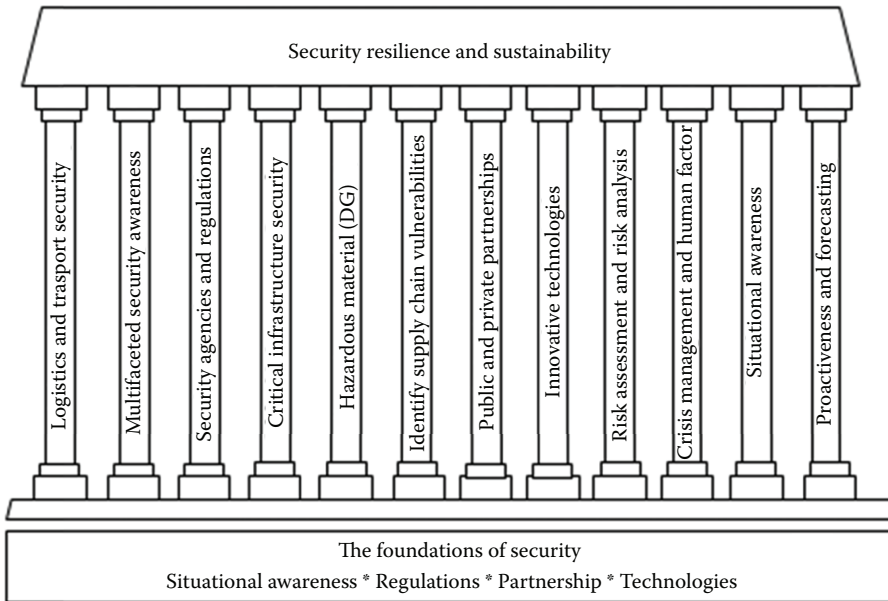 Security resilience and sustainability
Logistics and trasport security
Multifaceted security awareness
Security agencies and regulations
Critical infrastructure security
Hazardous material (DG)
Identify supply chain vulnerabilities
Public and private partnerships
Innovative technologies
Risk assessment and risk analysis
Crisis management and human factor
Situational awareness
Proactiveness and forecasting
The foundations of security
Situational awareness * Regulations * Partnership * Technologies